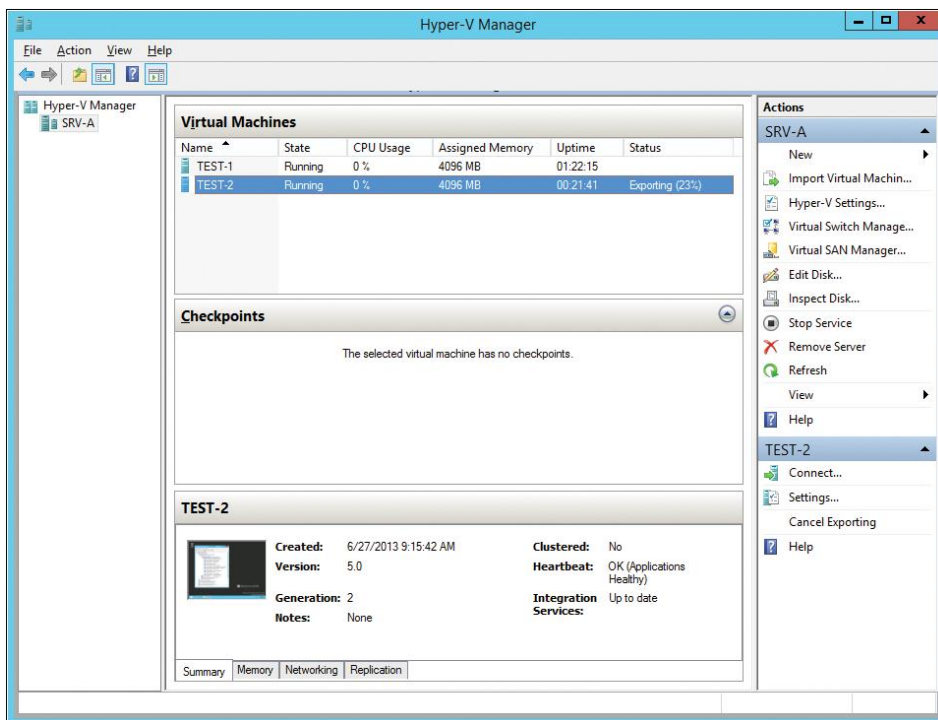 Hyper-V Manager
File Action View Help
Hyper-V Manager
SRV-A
Virtual Machines
Name State CPU Usage Assigned Memory Uptime Status
TEST-1 Running 0 % 4096 MB 01:22:15
TEST-2 Running 0 % 4096 MB 00:21:41 Exporting (23%)
Checkpoints
The selected virtual machine has no checkpoints.
TEST-2
Created: 6/27/2013 9:15:42 AM Clustered: No
Version: 5.0 Heartbeat: OK (Applications
Healthy)
Generation: 2 Integration Up to date
Services:
Notes: None
Summary Memory Networking Replication
Actions
SRV-A
New
Import Virtual Machin...
Hyper-V Settings...
Virtual Switch Manage...
Virtual SAN Manager...
Edit Disk...
Inspect Disk...
Stop Service
Remove Server
Refresh
View
Help
TEST-2
Connect...
Settings...
Cancel Exporting
Help